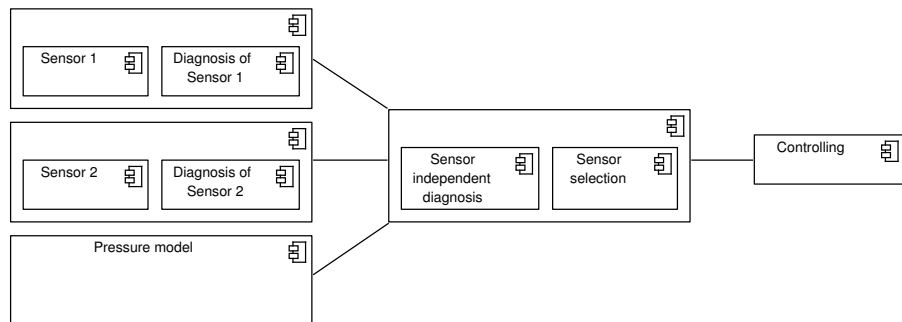 Sensor 1
Diagnosis of
Sensor 1
Sensor 2
Diagnosis of
Sensor 2
Pressure model
Sensor
independent
diagnosis
Sensor
selection
Controlling